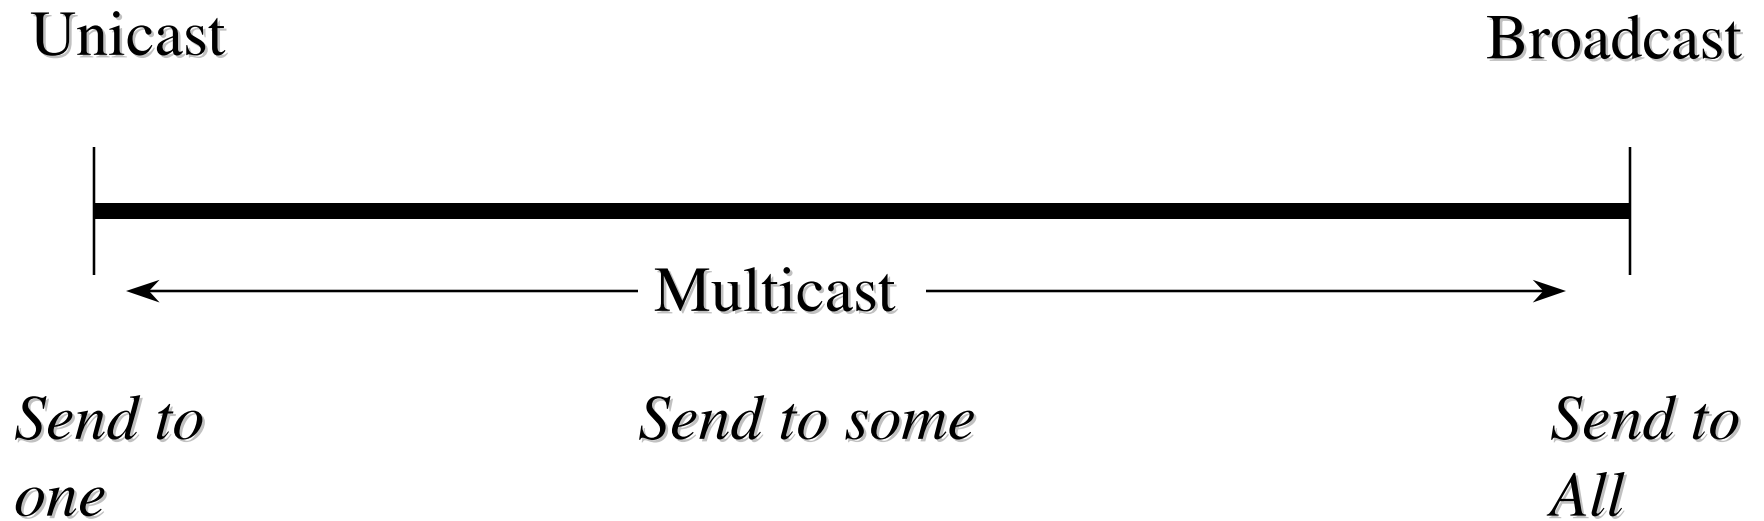 Unicast
Broadcast
Multicast
Send to
one
Send to some
Send to
All